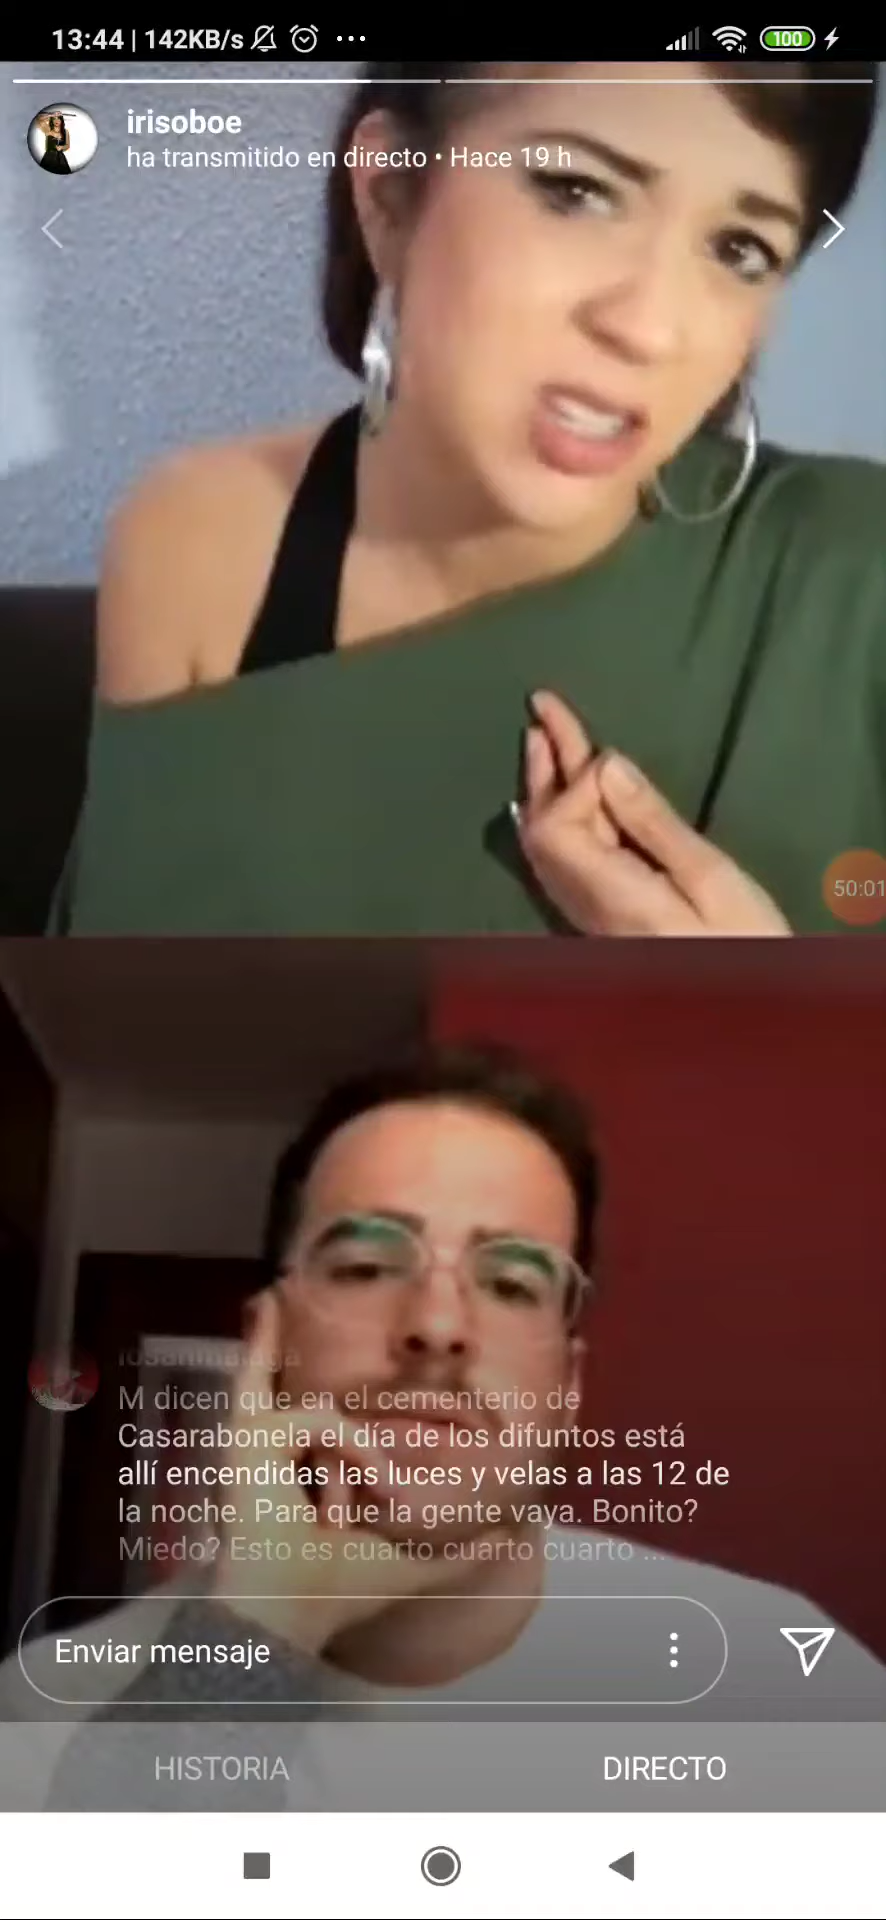 13:44 | 142KB/s
100
irisoboe
ha transmitido en directo • Hace 19 h
50:01
M dicen que en el cementerio de
Casarabonela el día de los difuntos está
allí encendidas las luces y velas a las 12 de
la noche. Para que la gente vaya. Bonito?
Miedo? Esto es cuarto cuarto cuarto ...
Enviar mensaje
HISTORIA
DIRECTO